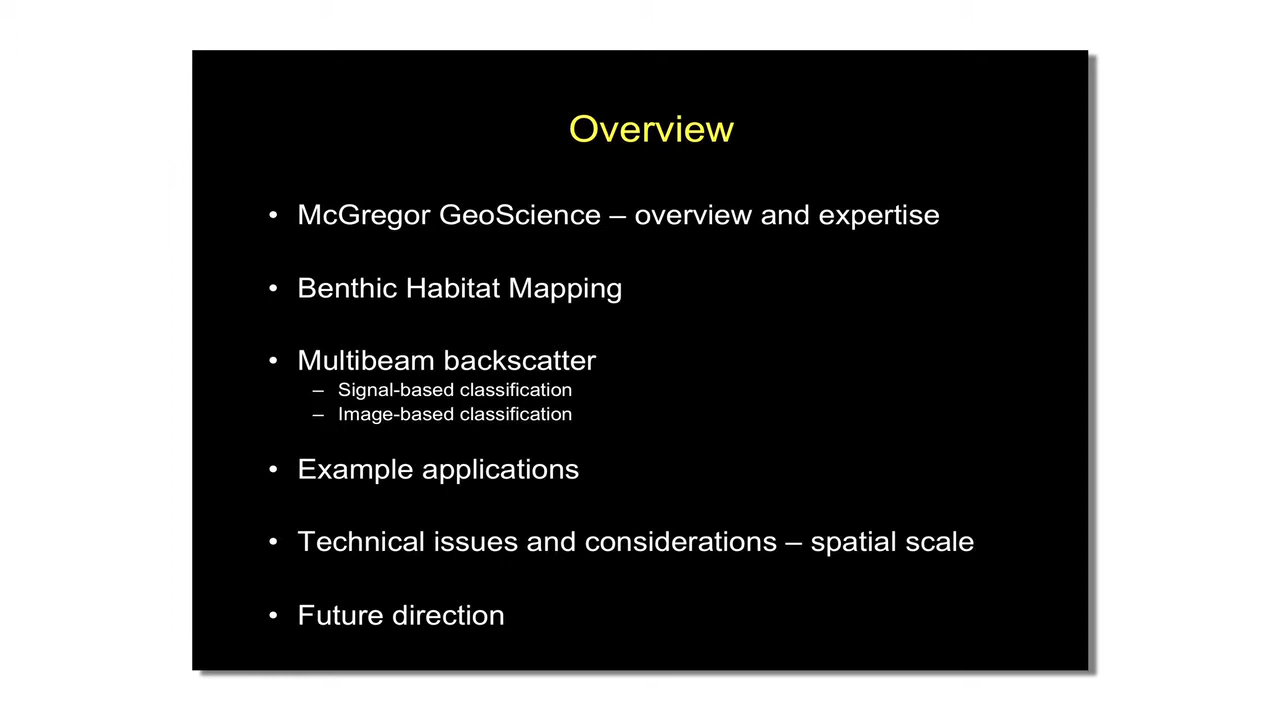 Overview
• McGregor GeoScience – overview and expertise
• Benthic Habitat Mapping
• Multibeam backscatter
– Signal-based classification
– Image-based classification
• Example applications
• Technical issues and considerations – spatial scale
• Future direction